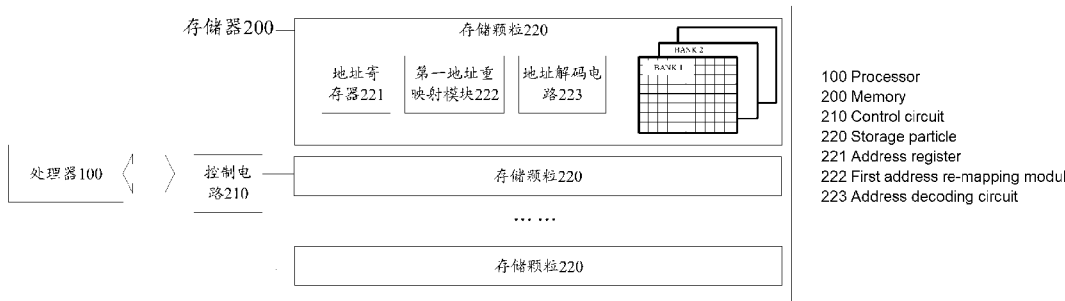 存储器200
存储颗粒220
地址寄
存器221
第一地址重
映射模块222
地址解码电
路223
BANK 2
BANK 1
处理器100
控制电
路210
存储颗粒220
... ...
存储颗粒220
100 Processor
200 Memory
210 Control circuit
220 Storage particle
221 Address register
222 First address re-mapping modul
223 Address decoding circuit